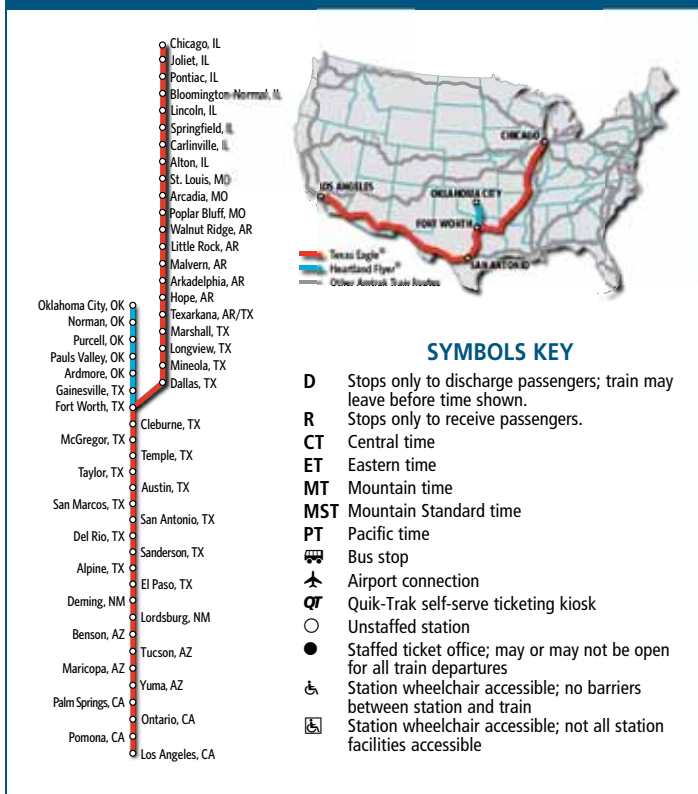 Chicago, IL
Joliet, IL
Pontiac, IL
Bloomington-Normal, IL
Lincoln, IL
Springfield, IL
Carlinville, IL
Alton, IL
St. Louis, MO
Arcadia, MO
Poplar Bluff, MO
Walnut Ridge, AR
Little Rock, AR
Malvern, AR
Arkadelphia, AR
Hope, AR
Texarkana, AR/TX
Marshall, TX
Longview, TX
Mineola, TX
Dallas, TX
Oklahoma City, OK
Norman, OK
Purcell, OK
Pauls Valley, OK
Ardmore, OK
Gainesville, TX
Fort Worth, TX
Cleburne, TX
McGregor, TX
Temple, TX
Taylor, TX
Austin, TX
San Marcos, TX
San Antonio, TX
Del Rio, TX
Sanderson, TX
Alpine, TX
El Paso, TX
Deming, NM
Lordsburg, NM
Benson, AZ
Tucson, AZ
Maricopa, AZ
Yuma, AZ
Palm Springs, CA
Ontario, CA
Pomona, CA
Los Angeles, CA
CHICAGO
LOS ANGELES
OKLAHOMA CITY
FORT WORTH
SAN ANTONIO
Texas Eagle®
Heartland Flyer®
Other Amtrak Train Routes
SYMBOLS KEY
D Stops only to discharge passengers; train may
leave before time shown.
R Stops only to receive passengers.
CT Central time
ET Eastern time
MT Mountain time
MST Mountain Standard time
PT Pacific time
Bus stop
Airport connection
QT Quik-Trak self-serve ticketing kiosk
Unstaffed station
Staffed ticket office; may or may not be open
for all train departures
Station wheelchair accessible; no barriers
between station and train
Station wheelchair accessible; not all station
facilities accessible